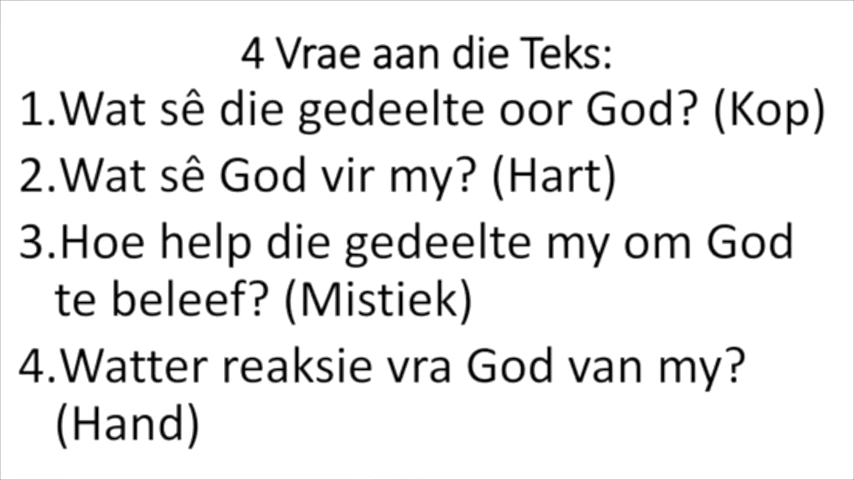 4 Vrae aan die Teks:
1.Wat sê die gedeelte oor God? (Kop)
2.Wat sê God vir my? (Hart)
3.Hoe help die gedeelte my om God
te beleef? (Mistiek)
4.Watter reaksie vra God van my?
(Hand)